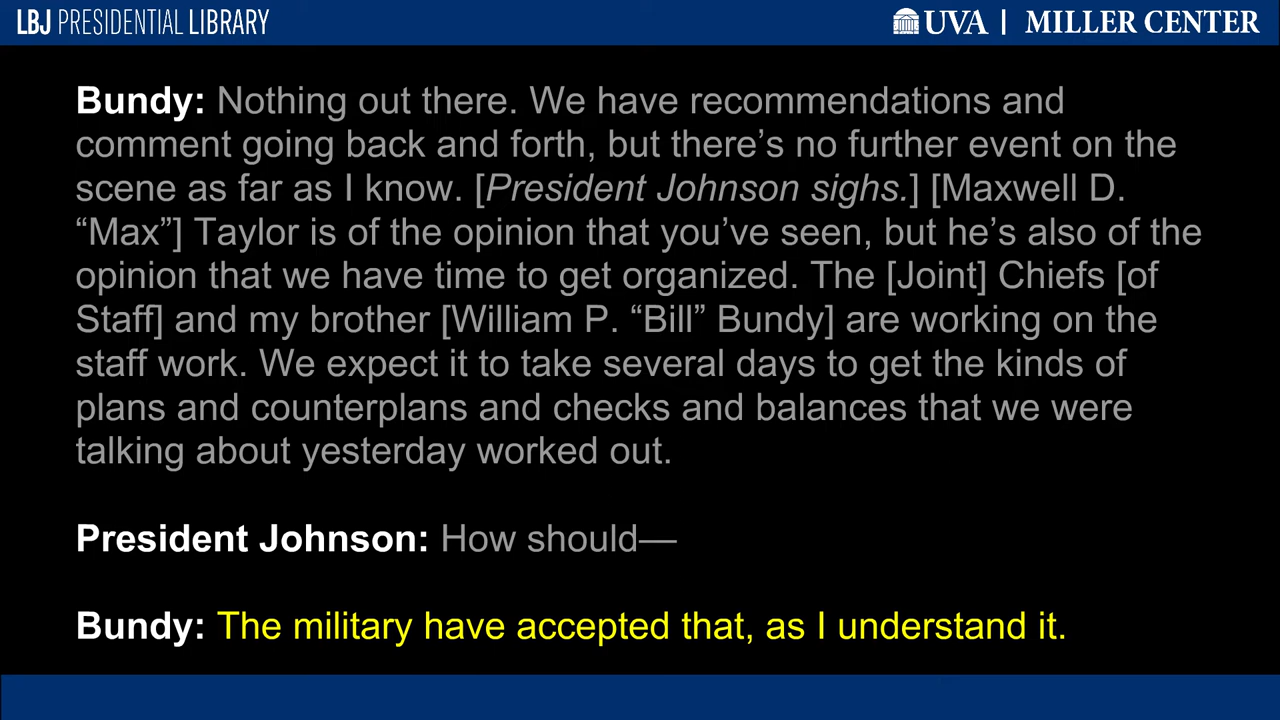 LBJ PRESIDENTIAL LIBRARY
UVA | MILLER CENTER
Bundy: Nothing out there. We have recommendations and
comment going back and forth, but there’s no further event on the
scene as far as I know. [President Johnson sighs.] [Maxwell D.
“Max”] Taylor is of the opinion that you’ve seen, but he’s also of the
opinion that we have time to get organized. The [Joint] Chiefs [of
Staff] and my brother [William P. “Bill” Bundy] are working on the
staff work. We expect it to take several days to get the kinds of
plans and counterplans and checks and balances that we were
talking about yesterday worked out.
President Johnson: How should—
Bundy: The military have accepted that, as I understand it.